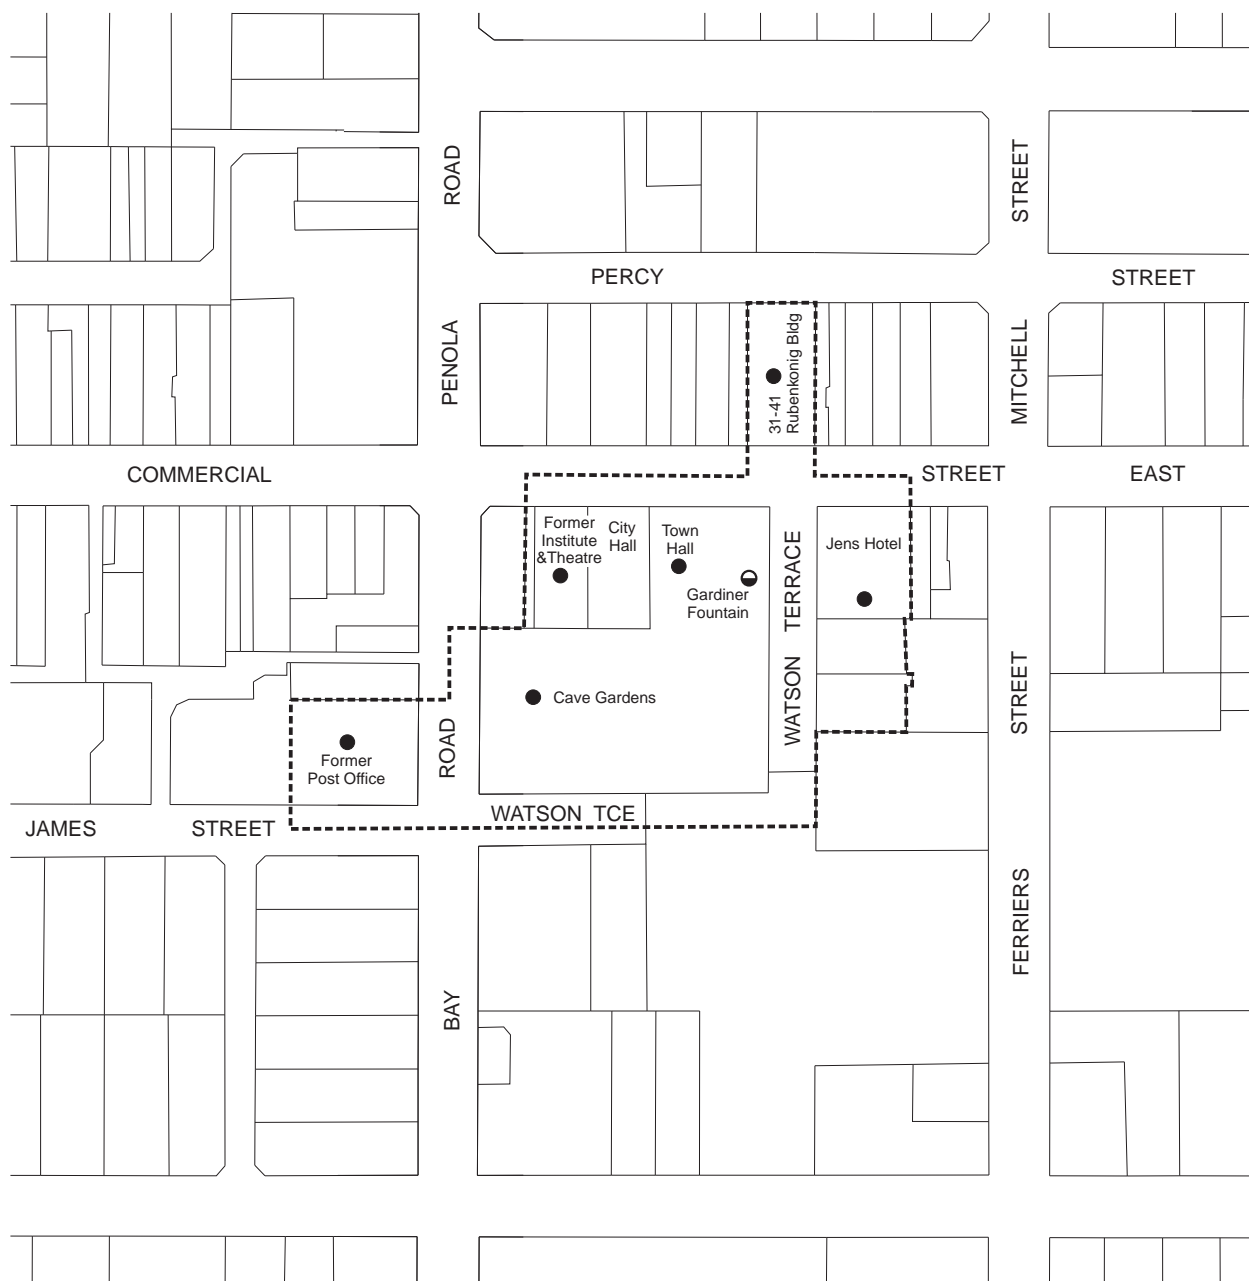 ROAD
STREET
PERCY
STREET
PENOLA
31-41
Rubenkonig Bldg
MITCHELL
COMMERCIAL
STREET
EAST
Former
Institute
&Theatre
City
Hall
Town
Hall
Gardiner
Fountain
WATSON TERRACE
Jens Hotel
Cave Gardens
ROAD
STREET
Former
Post Office
JAMES
STREET
WATSON TCE
BAY
FERRIERS